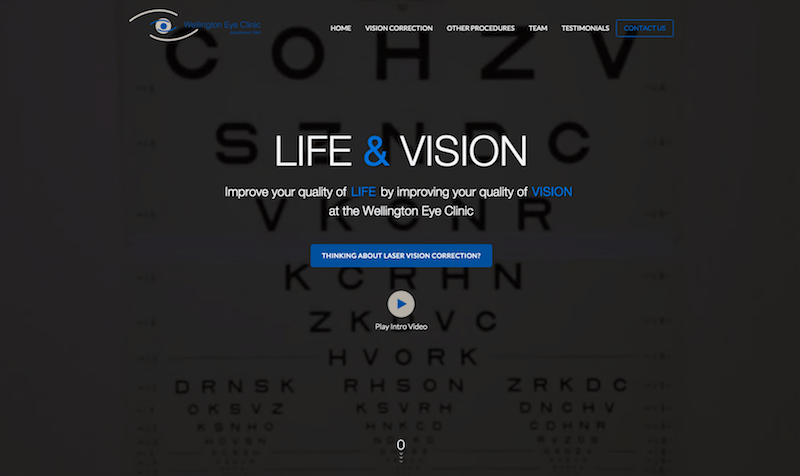 Wellington Eye Clinic
HOME VISION CORRECTION OTHER PROCEDURES TEAM TESTIMONIALS CONTACT US
C O H Z V
S Z N D C
LIFE & VISION
Improve your quality of LIFE by improving your quality of VISION
at the Wellington Eye Clinic
V K C N R
THINKING ABOUT LASER VISION CORRECTION?
K C R H N
Z K D V C
Play Intro Video
H V O R K
D R N S K R H S O N Z R K D C
O K S V Z K S V R H D N C H V
K S N H O H N K C D